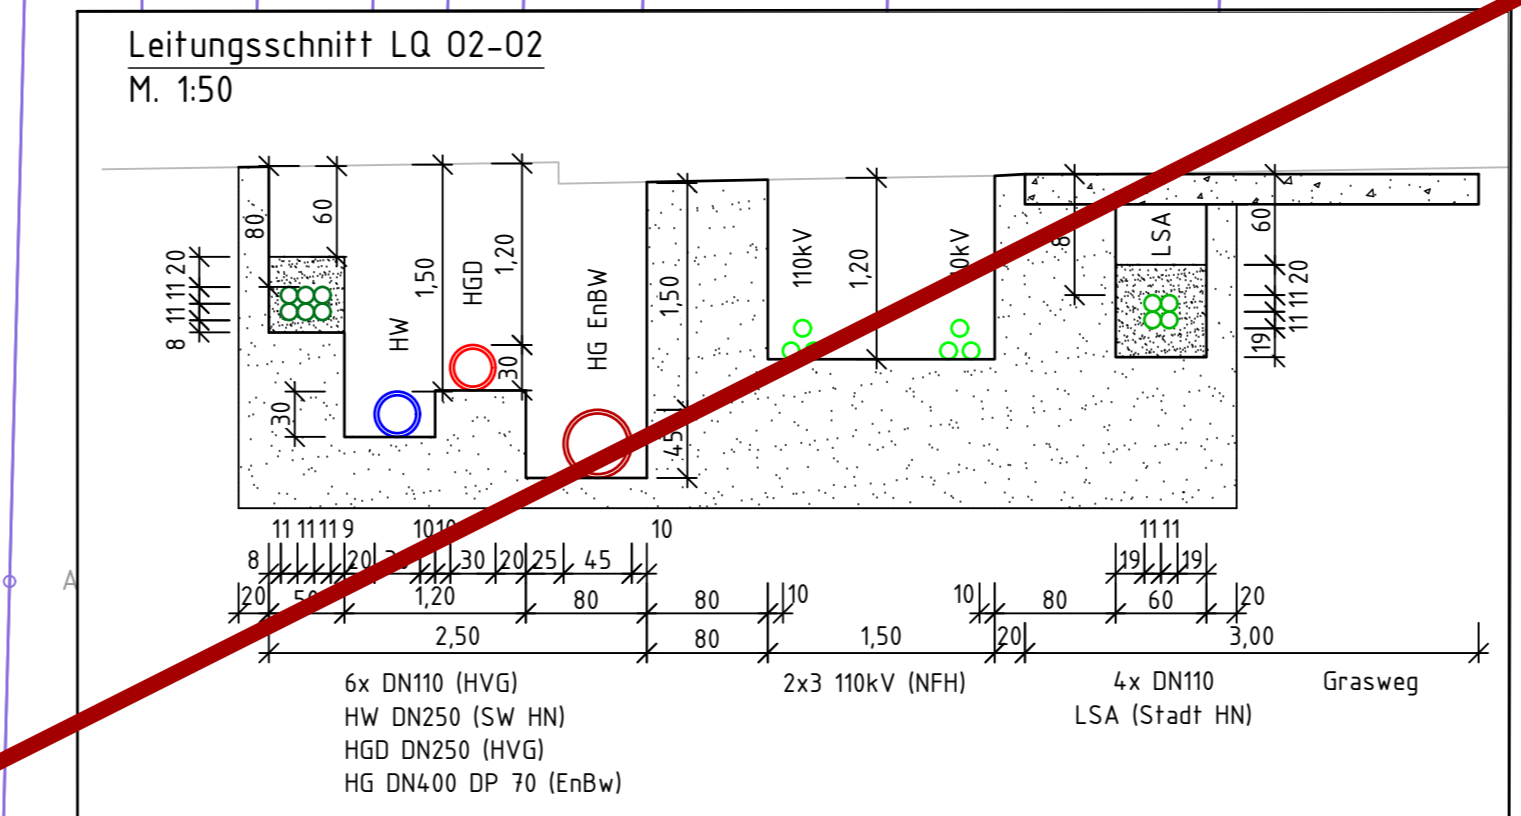 Leitungsschnitt LQ 02-02
M. 1:50
80
60
1,50
HGD
1,20
HG EnBW
1,50
110kV
1,20
LSA
60
8 11 11 20
HW
30
30
45
19 11 11 20
11 11 11 9
10
11 11
8
20
30
20
25
45
19
19
20
1,20
80
80
10
10
80
60
20
2,50
80
1,50
20
3,00
6x DN110 (HVG)
2x3 110kV (NFH)
4x DN110
Grasweg
HW DN250 (SW HN)
LSA (Stadt HN)
HGD DN250 (HVG)
HG DN400 DP 70 (EnBw)
A